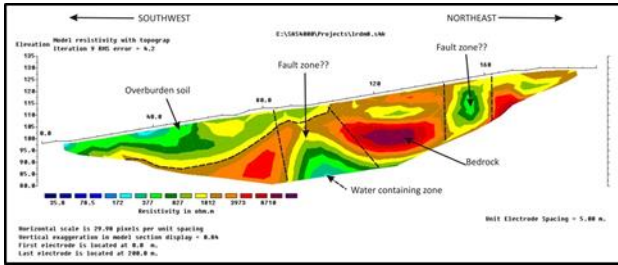 SOUTHWEST
NORTHEAST
Model resistivity with topograp
E:\SAS4000\Projects\lrdm0.s4k
Elevation
Iteration 9 RMS error = 4.2
135
130
125
120
115
110
105
100
95.0
90.0
85.0
80.0
0.0
40.0
80.0
120
160
Fault zone??
Fault zone??
Overburden soil
Bedrock
Water containing zone
35.0 70.5 172 377 827 1812 3973 8710
Resistivity in ohm.m
Unit Electrode Spacing = 5.00 m.
Horizontal scale is 29.90 pixels per unit spacing
Vertical exaggeration in model section display = 0.84
First electrode is located at 0.0 m.
Last electrode is located at 200.0 m.